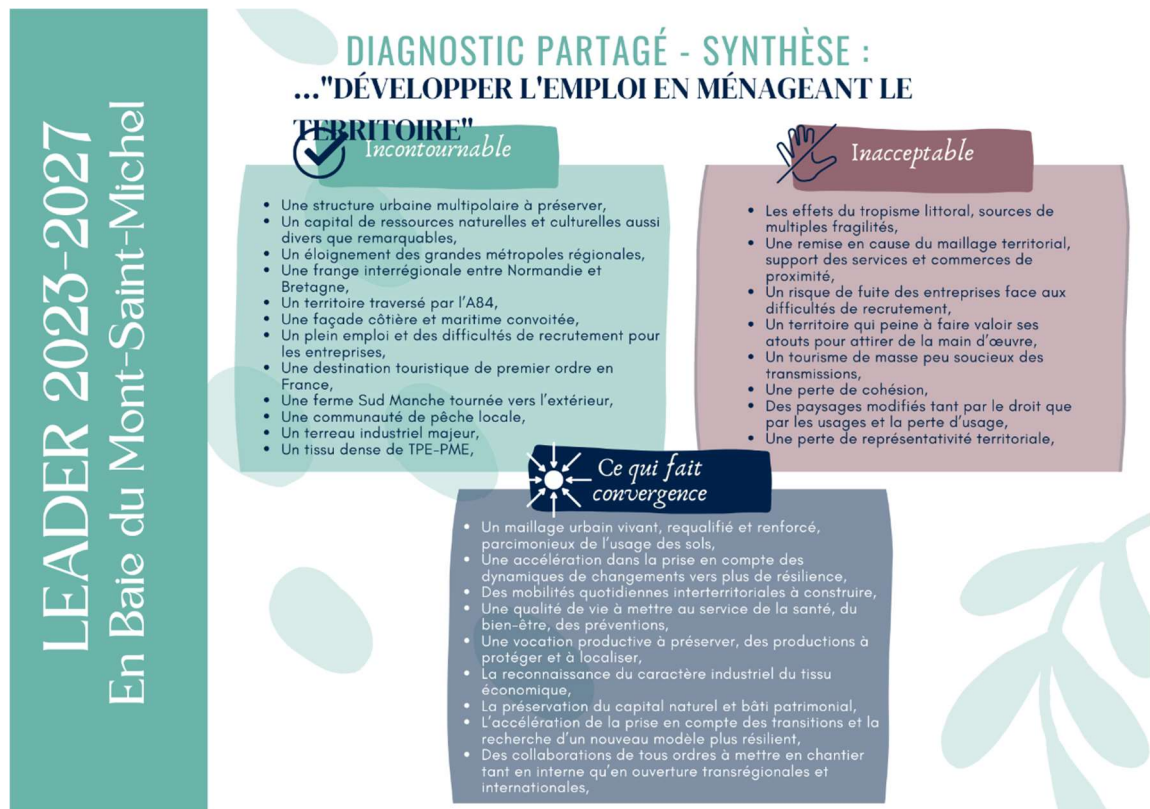 LEADER 2023-2027
En Baie du Mont-Saint-Michel
DIAGNOSTIC PARTAGÉ - SYNTHÈSE :
..."DÉVELOPPER L'EMPLOI EN MÉNAGEANT LE
TERRITOIRE"
Incontournable
• Une structure urbaine multipolaire à préserver,
• Un capital de ressources naturelles et culturelles aussi
divers que remarquables,
• Un éloignement des grandes métropoles régionales,
• Une frange interrégionale entre Normandie et
Bretagne,
• Un territoire traversé par l'A84,
• Une façade côtière et maritime convoitée,
• Un plein emploi et des difficultés de recrutement pour
les entreprises,
• Une destination touristique de premier ordre en
France,
• Une ferme Sud Manche tournée vers l'extérieur,
• Une communauté de pêche locale,
• Un terreau industriel majeur,
• Un tissu dense de TPE-PME,
Inacceptable
• Les effets du tropisme littoral, sources de
multiples fragilités,
• Une remise en cause du maillage territorial,
support des services et commerces de
proximité,
• Un risque de fuite des entreprises face aux
difficultés de recrutement,
• Un territoire qui peine à faire valoir ses
atouts pour attirer de la main d'œuvre,
• Un tourisme de masse peu soucieux des
transmissions,
• Une perte de cohésion,
• Des paysages modifiés tant par le droit que
par les usages et la perte d'usage,
• Une perte de représentativité territoriale,
Ce qui fait
convergence
• Un maillage urbain vivant, requalifié et renforcé,
parcimonieux de l'usage des sols,
• Une accélération dans la prise en compte des
dynamiques de changements vers plus de résilience,
• Des mobilités quotidiennes interterritoriales à construire,
• Une qualité de vie à mettre au service de la santé, du
bien-être, des préventions,
• Une vocation productive à préserver, des productions à
protéger et à localiser,
• La reconnaissance du caractère industriel du tissu
économique,
• La préservation du capital naturel et bâti patrimonial,
• L'accélération de la prise en compte des transitions et la
recherche d'un nouveau modèle plus résilient,
• Des collaborations de tous ordres à mettre en chantier
tant en interne qu'en ouverture transrégionales et
internationales,